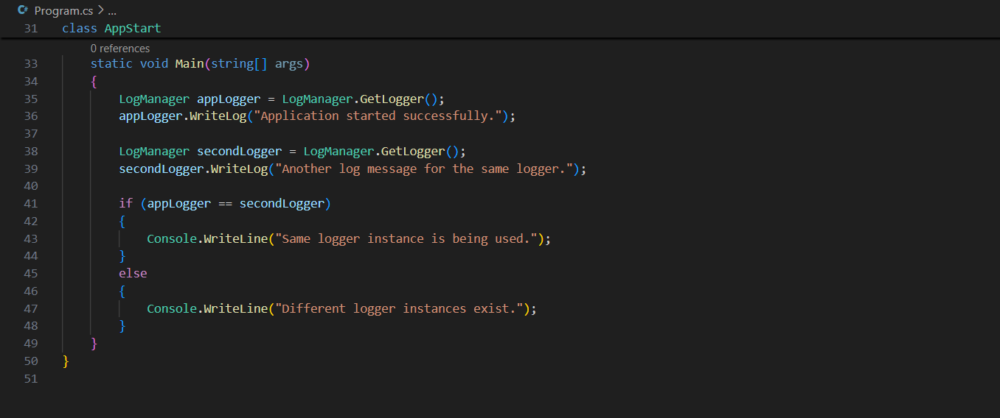 Program.cs > ...
31 class AppStart
0 references
33 static void Main(string[] args)
34 {
35 LogManager appLogger = LogManager.GetLogger();
36 appLogger.WriteLog("Application started successfully.");
37
38 LogManager secondLogger = LogManager.GetLogger();
39 secondLogger.WriteLog("Another log message for the same logger.");
40
41 if (appLogger == secondLogger)
42 {
43 Console.WriteLine("Same logger instance is being used.");
44 }
45 else
46 {
47 Console.WriteLine("Different logger instances exist.");
48 }
49 }
50 }
51